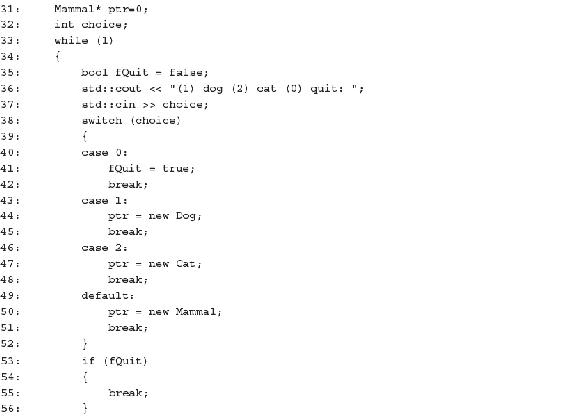 31:     Mammal* ptr=0;
32:     int choice;
33:     while (1)
34:     {
35:         bool fQuit = false;
36:         std::cout << "(1) dog (2) cat (0) quit: ";
37:         std::cin >> choice;
38:         switch (choice)
39:         {
40:         case 0:
41:             fQuit = true;
42:             break;
43:         case 1:
44:             ptr = new Dog;
45:             break;
46:         case 2:
47:             ptr = new Cat;
48:             break;
49:         default:
50:             ptr = new Mammal;
51:             break;
52:         }
53:         if (fQuit)
54:         {
55:             break;
56:         }